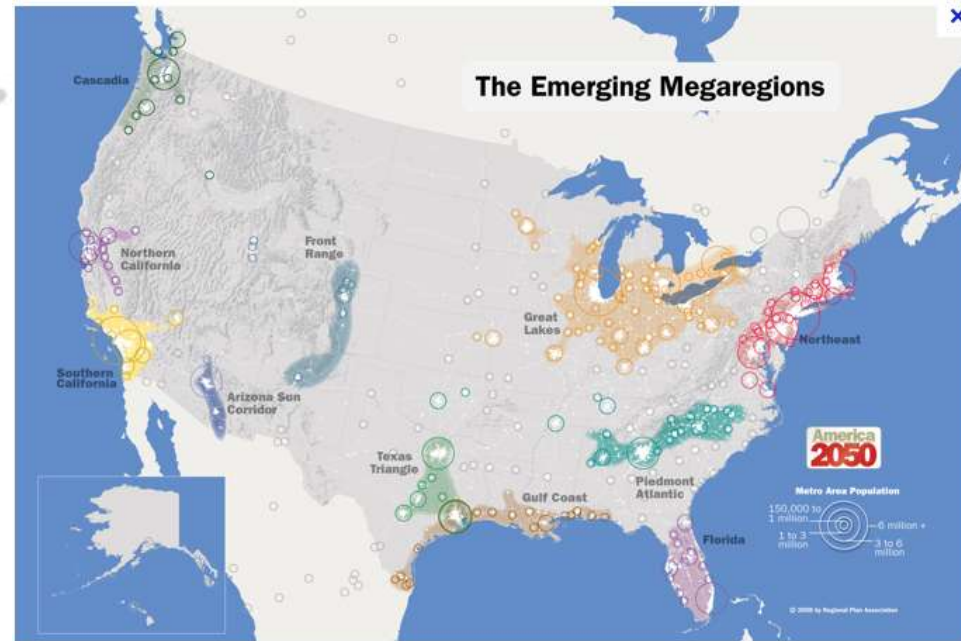 The Emerging Megaregions
Cascadia
Northern
California
Front
Range
Great
Lakes
Northeast
Southern
California
Arizona Sun
Corridor
Texas
Triangle
Gulf Coast
Piedmont
Atlantic
Florida
America
2050
Metro Area Population
150,000 to
1 million
1 to 3
million
6 million +
3 to 6
million